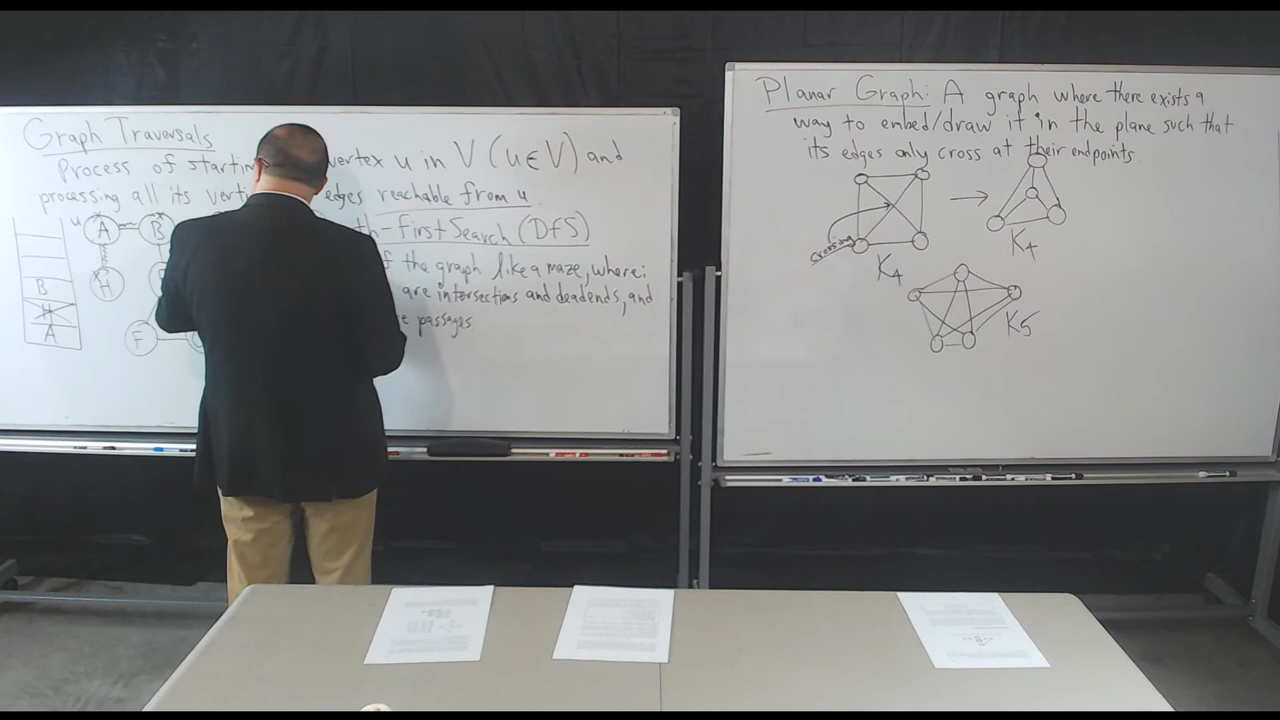 Graph Traversals
Process of startin vertex u in V (u ∈ V) and
processing all its verti edges reachable from u.
th-First Search (DfS)
f the graph like a maze, where:
are intersections and deadends, and
e passages.
u
A
B
H
F
B
H
A
Planar Graph: A graph where there exists a
way to embed/draw it in the plane such that
its edges only cross at their endpoints.
crossing
K4
K4
K5